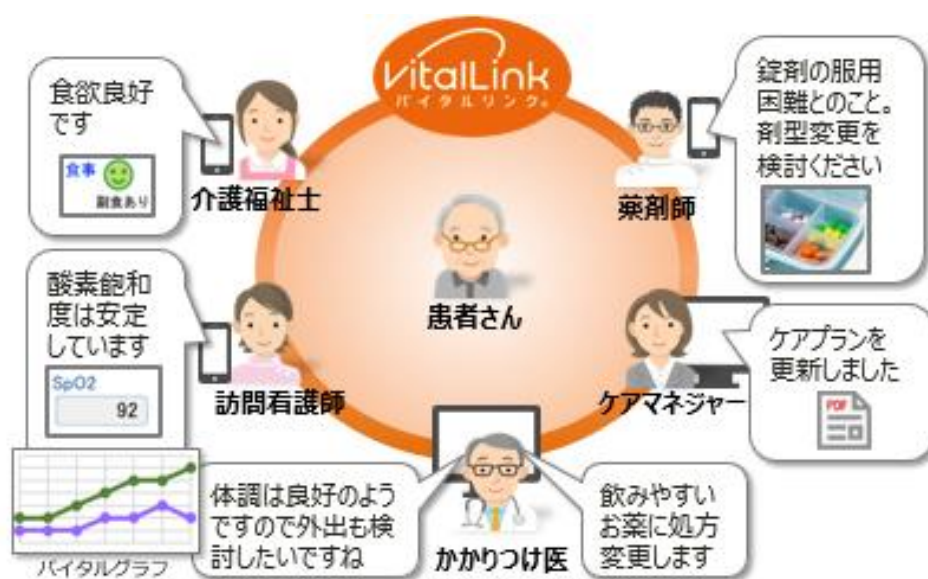 VitalLink
バイタルリンク®
食欲良好
です
食事
副食あり
介護福祉士
錠剤の服用
困難とのこと。
剤型変更を
検討ください
薬剤師
患者さん
酸素飽和
度は安定
しています
SpO2
92
訪問看護師
バイタルグラフ
ケアプランを
更新しました
PDF
ケアマネジャー
体調は良好のよう
ですので外出も検
討したいですね
かかりつけ医
飲みやすい
お薬に処方
変更します